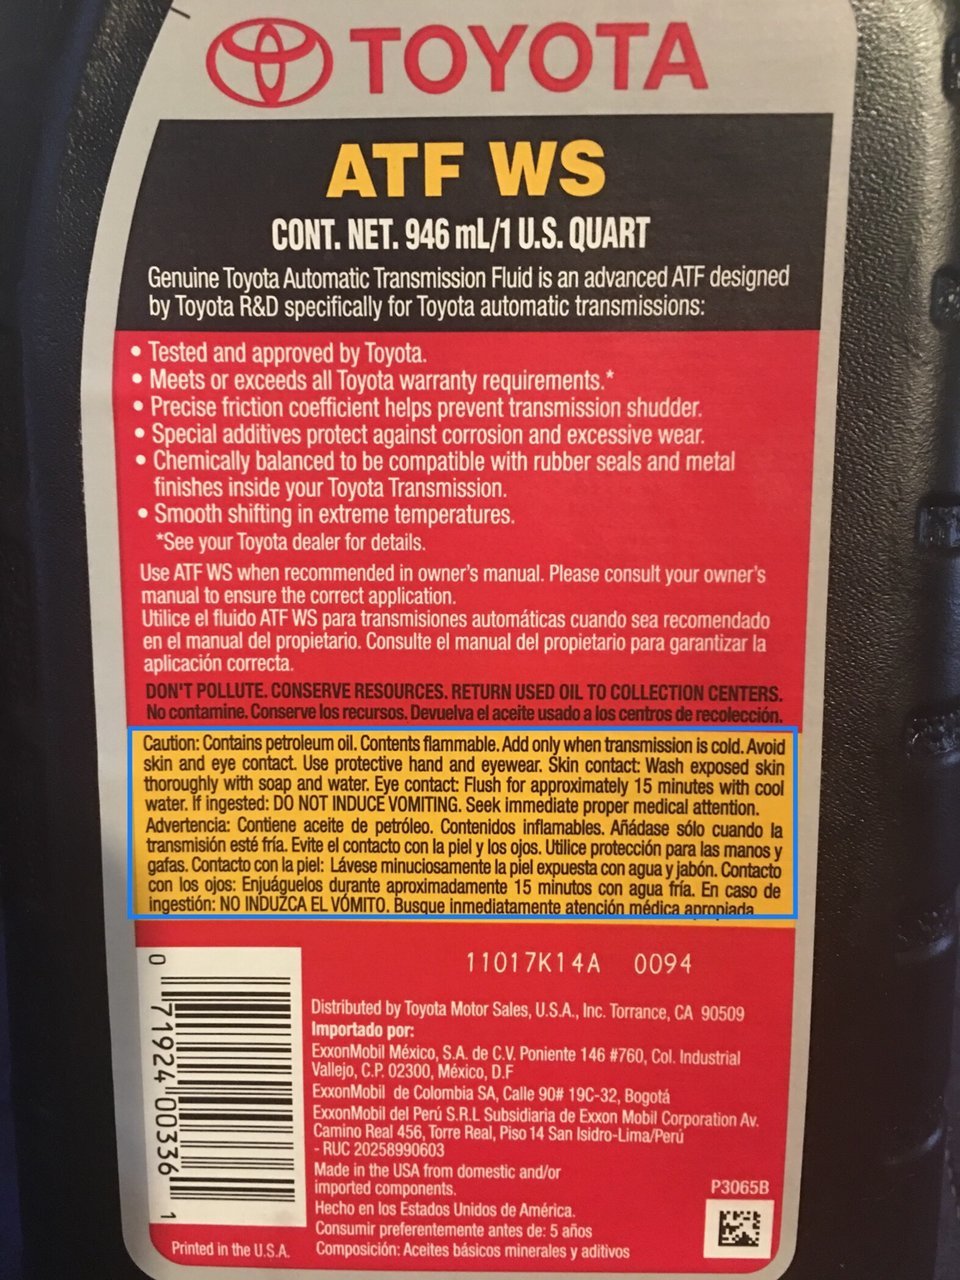 TOYOTA
ATF WS
CONT. NET. 946 mL/1 U.S. QUART
Genuine Toyota Automatic Transmission Fluid is an advanced ATF designed
by Toyota R&D specifically for Toyota automatic transmissions:
• Tested and approved by Toyota.
• Meets or exceeds all Toyota warranty requirements.*
• Precise friction coefficient helps prevent transmission shudder.
• Special additives protect against corrosion and excessive wear.
• Chemically balanced to be compatible with rubber seals and metal
finishes inside your Toyota Transmission.
• Smooth shifting in extreme temperatures.
*See your Toyota dealer for details.
Use ATF WS when recommended in owner's manual. Please consult your owner's
manual to ensure the correct application.
Utilice el fluido ATF WS para transmisiones automáticas cuando sea recomendado
en el manual del propietario. Consulte el manual del propietario para garantizar la
aplicación correcta.
DON'T POLLUTE. CONSERVE RESOURCES. RETURN USED OIL TO COLLECTION CENTERS.
No contamine. Conserve los recursos. Devuelva el aceite usado a los centros de recolección.
Caution: Contains petroleum oil. Contents flammable. Add only when transmission is cold. Avoid
skin and eye contact. Use protective hand and eyewear. Skin contact: Wash exposed skin
thoroughly with soap and water. Eye contact: Flush for approximately 15 minutes with cool
water. If ingested: DO NOT INDUCE VOMITING. Seek immediate proper medical attention.
Advertencia: Contiene aceite de petróleo. Contenidos inflamables. Añádase sólo cuando la
transmisión esté fría. Evite el contacto con la piel y los ojos. Utilice protección para las manos y
gafas. Contacto con la piel: Lávese minuciosamente la piel expuesta con agua y jabón. Contacto
con los ojos: Enjuáguelos durante aproximadamente 15 minutos con agua fría. En caso de
ingestión: NO INDUZCA EL VÓMITO. Busque inmediatamente atención médica apropiada
11017K14A 0094
Distributed by Toyota Motor Sales, U.S.A., Inc. Torrance, CA 90509
Importado por:
ExxonMobil México, S.A. de C.V. Poniente 146 #760, Col. Industrial
Vallejo, C.P. 02300, México, D.F
ExxonMobil de Colombia SA, Calle 90# 19C-32, Bogotá
ExxonMobil del Perú S.R.L Subsidiaria de Exxon Mobil Corporation Av.
Camino Real 456, Torre Real, Piso 14 San Isidro-Lima/Perú
- RUC 20258990603
Made in the USA from domestic and/or
imported components.
Hecho en los Estados Unidos de América.
Consumir preferentemente antes de: 5 años
Composición: Aceites básicos minerales y aditivos
P3065B
0 71924 00336 1
Printed in the U.S.A.